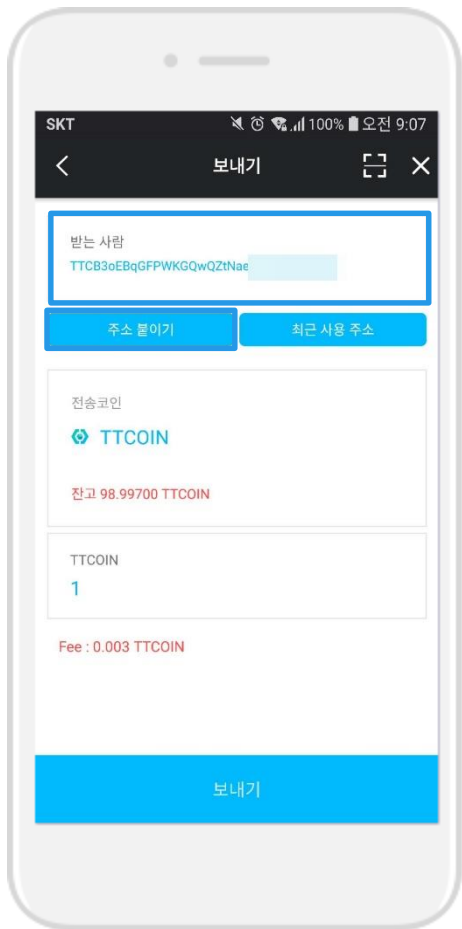 SKT 100% 오전 9:07
보내기
받는 사람
TTCB3oEBqGFPWKGQwQZtNae
주소 붙이기 최근 사용 주소
전송코인
TTCOIN
잔고 98.99700 TTCOIN
TTCOIN
1
Fee : 0.003 TTCOIN
보내기